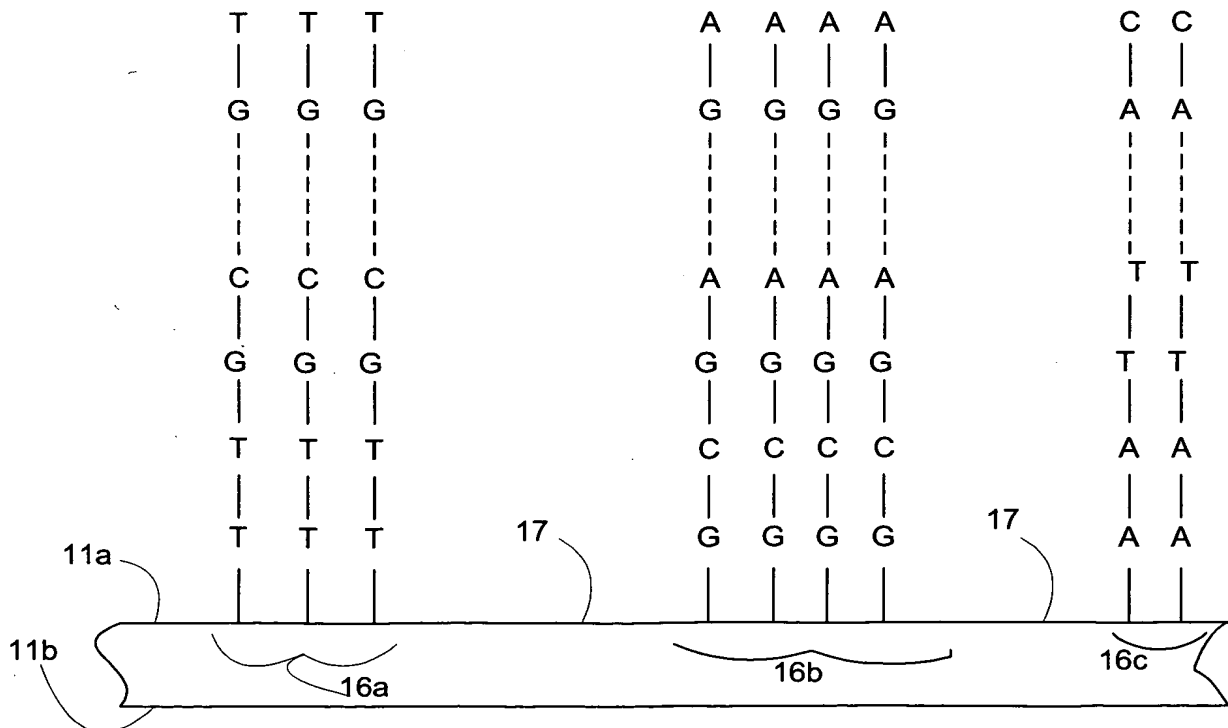 T T T A A A A C C
G G G G G G G A A
C C C A A A A T T
G G G G G G G T T
T T T C C C C A A
T T T G G G G A A
11a 17 17
11b 16a 16b 16c